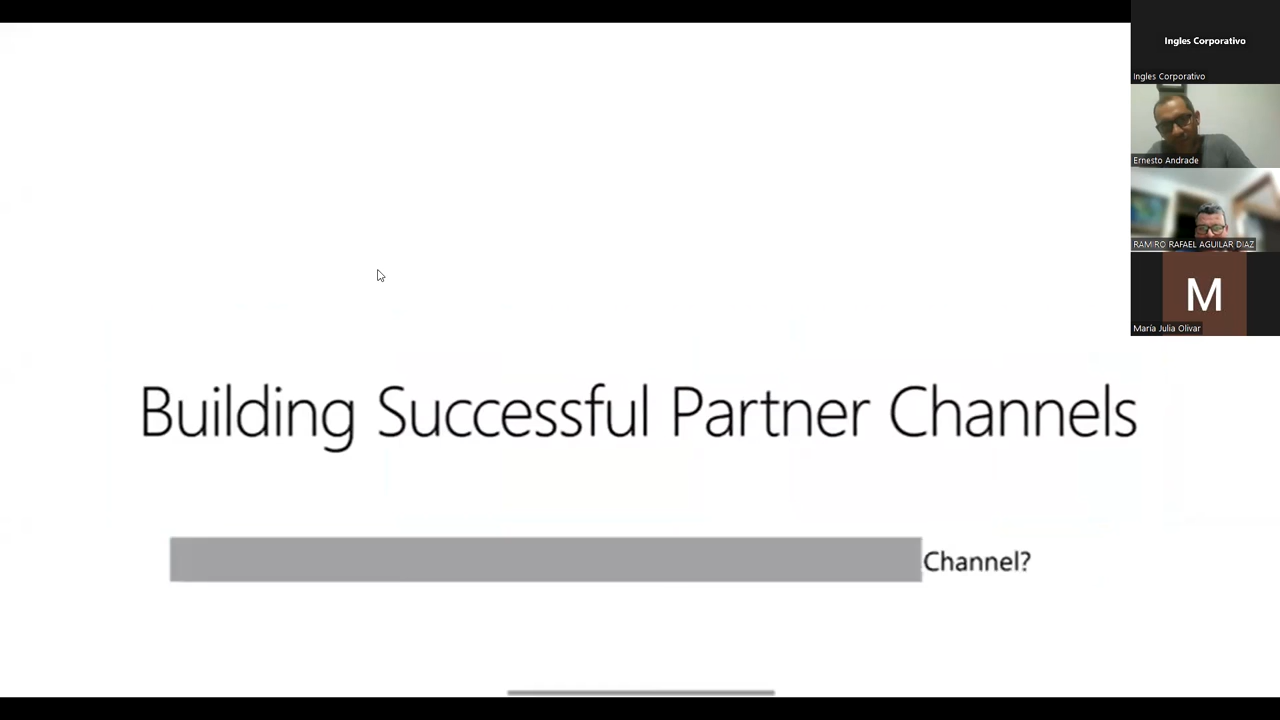 Building Successful Partner Channels
Channel?
Ingles Corporativo
Ingles Corporativo
Ernesto Andrade
RAMIRO RAFAEL AGUILAR DIAZ
M
María Julia Olivar